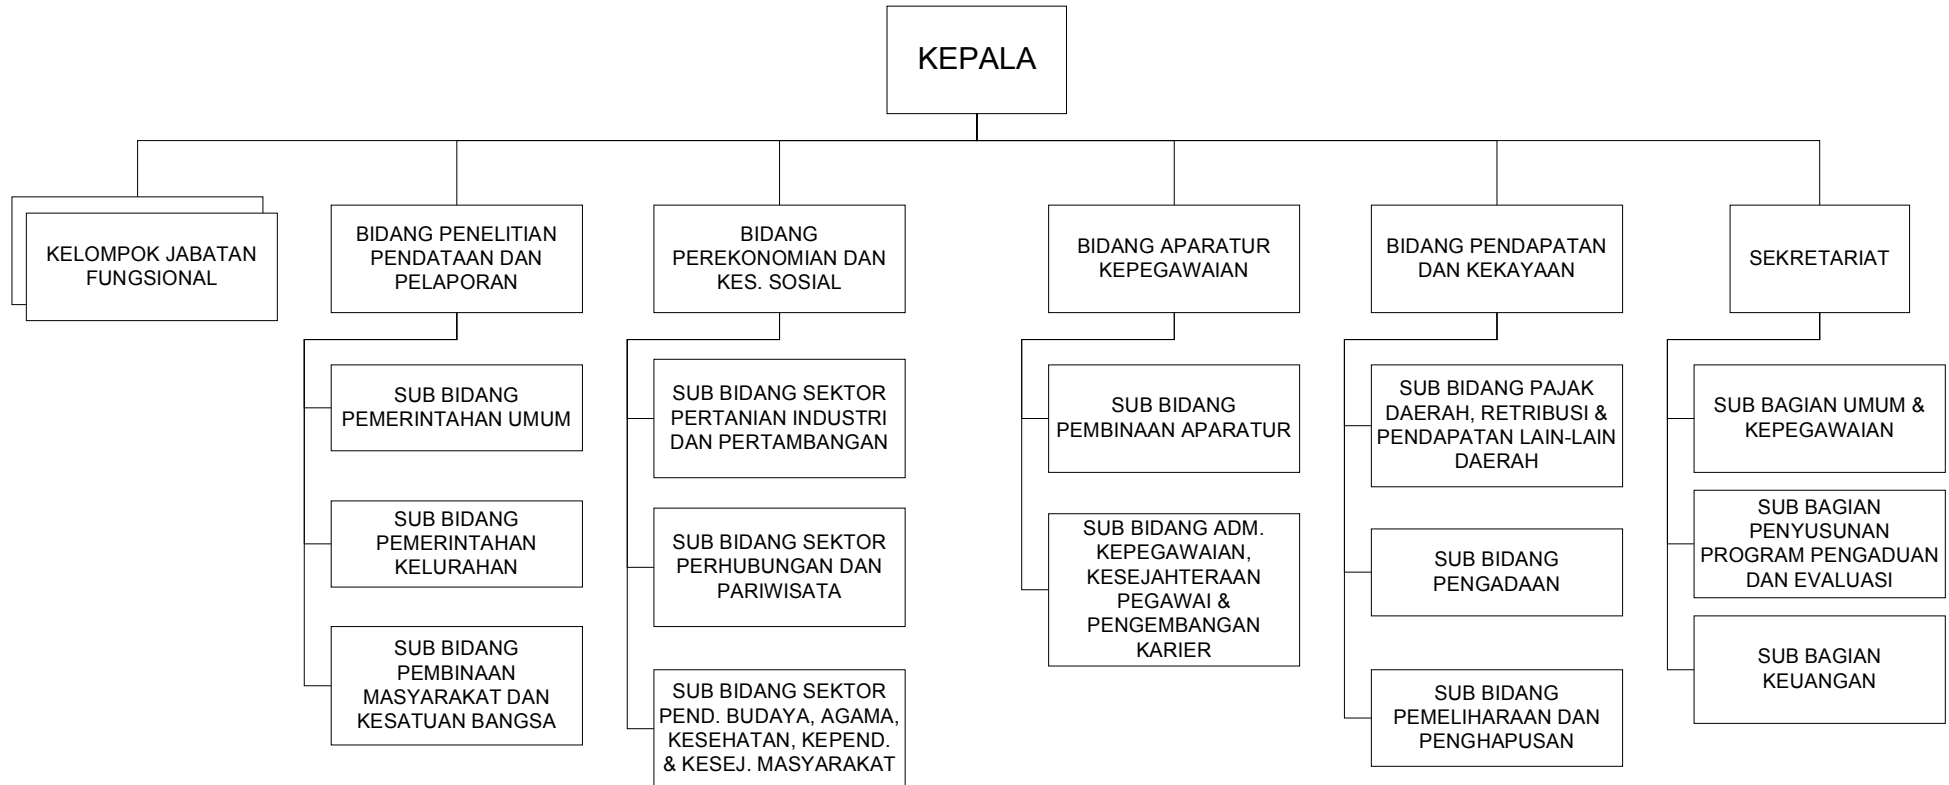 KEPALA
KELOMPOK JABATAN
FUNGSIONAL
BIDANG PENELITIAN
PENDATAAN DAN
PELAPORAN
SUB BIDANG
PEMERINTAHAN UMUM
SUB BIDANG
PEMERINTAHAN
KELURAHAN
SUB BIDANG
PEMBINAAN
MASYARAKAT DAN
KESATUAN BANGSA
BIDANG
PEREKONOMIAN DAN
KES. SOSIAL
SUB BIDANG SEKTOR
PERTANIAN INDUSTRI
DAN PERTAMBANGAN
SUB BIDANG SEKTOR
PERHUBUNGAN DAN
PARIWISATA
SUB BIDANG SEKTOR
PEND. BUDAYA, AGAMA,
KESEHATAN, KEPEND.
& KESEJ. MASYARAKAT
BIDANG APARATUR
KEPEGAWAIAN
SUB BIDANG
PEMBINAAN APARATUR
SUB BIDANG ADM.
KEPEGAWAIAN,
KESEJAHTERAAN
PEGAWAI &
PENGEMBANGAN
KARIER
BIDANG PENDAPATAN
DAN KEKAYAAN
SUB BIDANG PAJAK
DAERAH, RETRIBUSI &
PENDAPATAN LAIN-LAIN
DAERAH
SUB BIDANG
PENGADAAN
SUB BIDANG
PEMELIHARAAN DAN
PENGHAPUSAN
SEKRETARIAT
SUB BAGIAN UMUM &
KEPEGAWAIAN
SUB BAGIAN
PENYUSUNAN
PROGRAM PENGADUAN
DAN EVALUASI
SUB BAGIAN
KEUANGAN